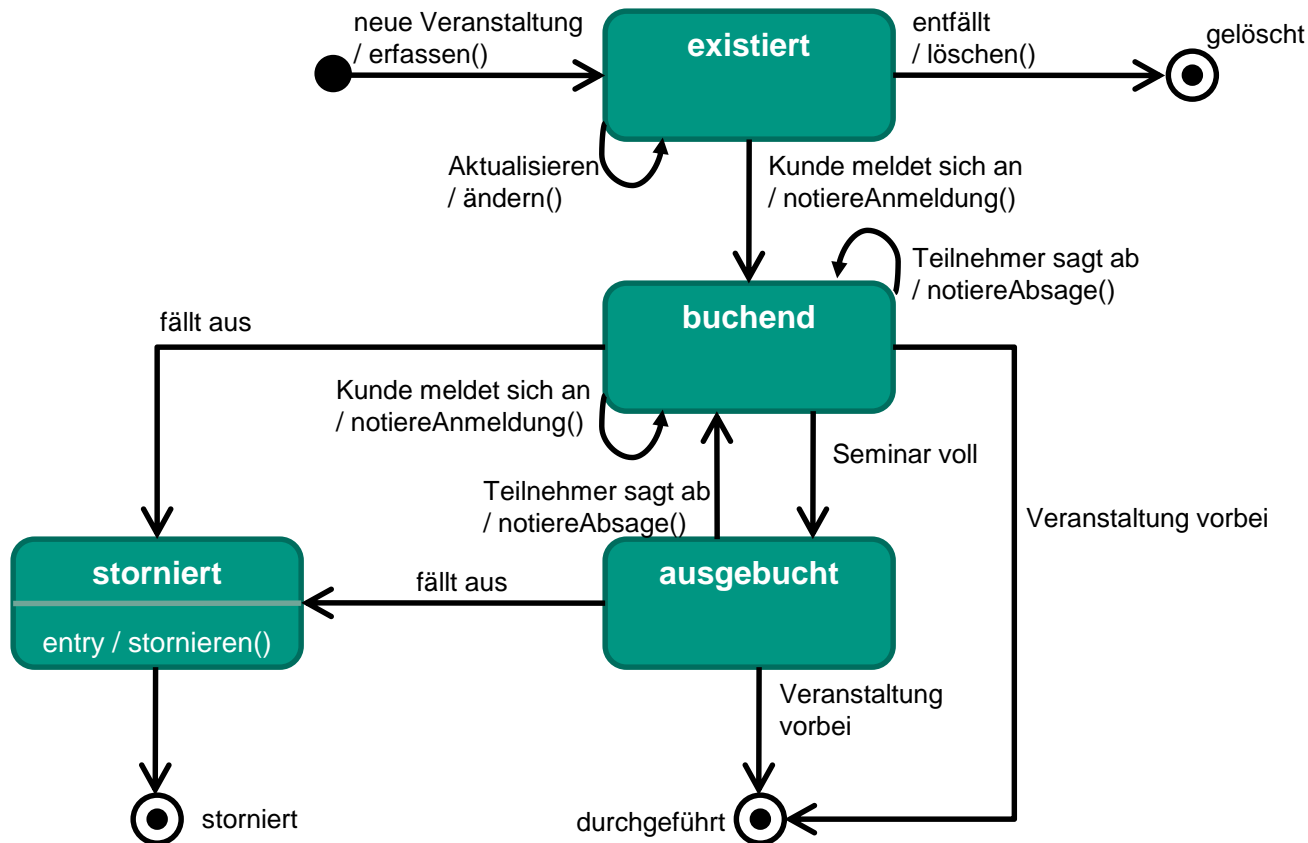 neue Veranstaltung
/ erfassen()
existiert
entfällt
/ löschen()
gelöscht
Aktualisieren
/ ändern()
Kunde meldet sich an
/ notiereAnmeldung()
Teilnehmer sagt ab
/ notiereAbsage()
buchend
fällt aus
Kunde meldet sich an
/ notiereAnmeldung()
Seminar voll
Teilnehmer sagt ab
/ notiereAbsage()
Veranstaltung vorbei
storniert
entry / stornieren()
fällt aus
ausgebucht
Veranstaltung
vorbei
storniert
durchgeführt